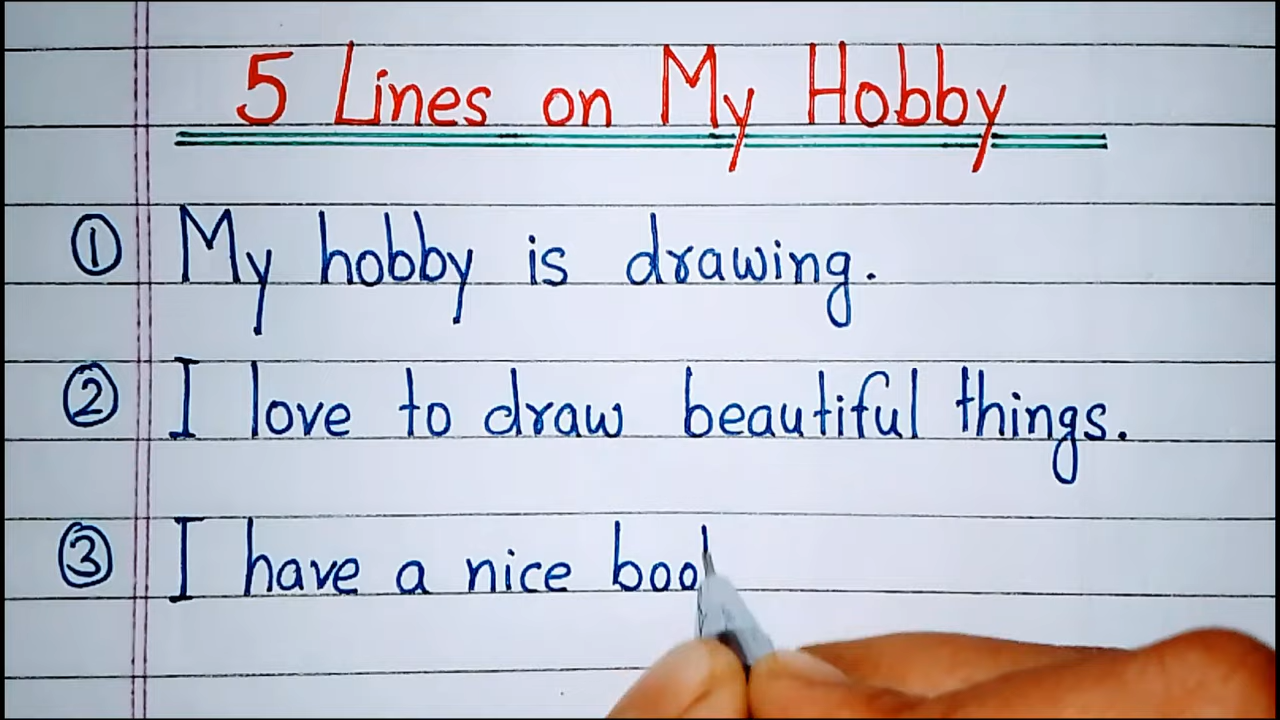 5 Lines on My Hobby
① My hobby is drawing.
② I love to draw beautiful things.
③ I have a nice